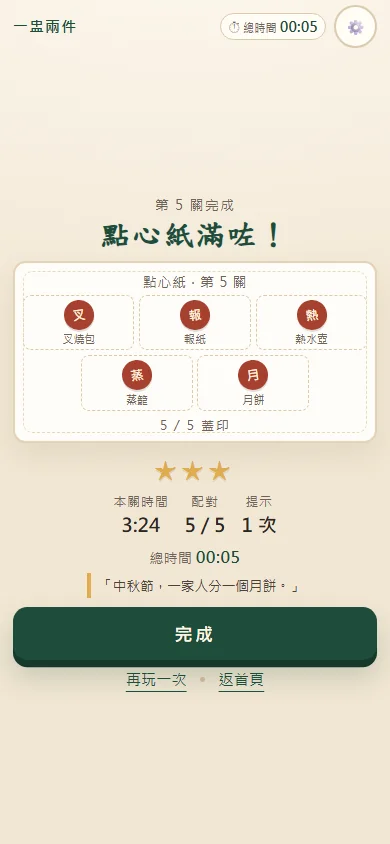 一盅兩件
總時間 00:05
第 5 關完成
點心紙滿咗！
點心紙 · 第 5 關
叉 報 熱
叉燒包 報紙 熱水壺
蒸 月
蒸籠 月餅
5 / 5 蓋印
本關時間 配對 提示
3:24 5 / 5 1 次
總時間 00:05
「中秋節，一家人分一個月餅。」
完成
再玩一次 • 返首頁